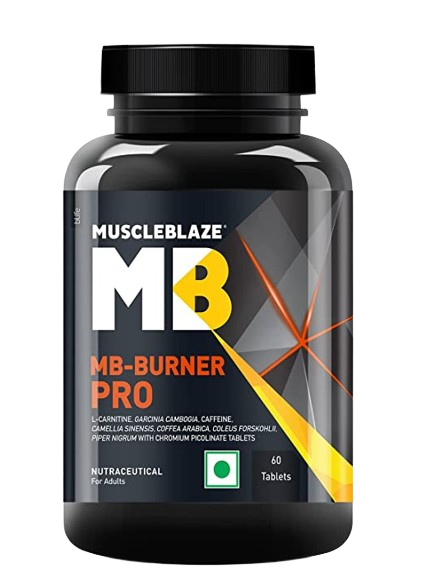 bLife
MUSCLEBLAZE®
MB
MB-BURNER
PRO
L-CARNITINE, GARCINIA CAMBOGIA, CAFFEINE,
CAMELLIA SINENSIS, COFFEA ARABICA, COLEUS FORSKOHLII,
PIPER NIGRUM WITH CHROMIUM PICOLINATE TABLETS
NUTRACEUTICAL
For Adults
60
Tablets